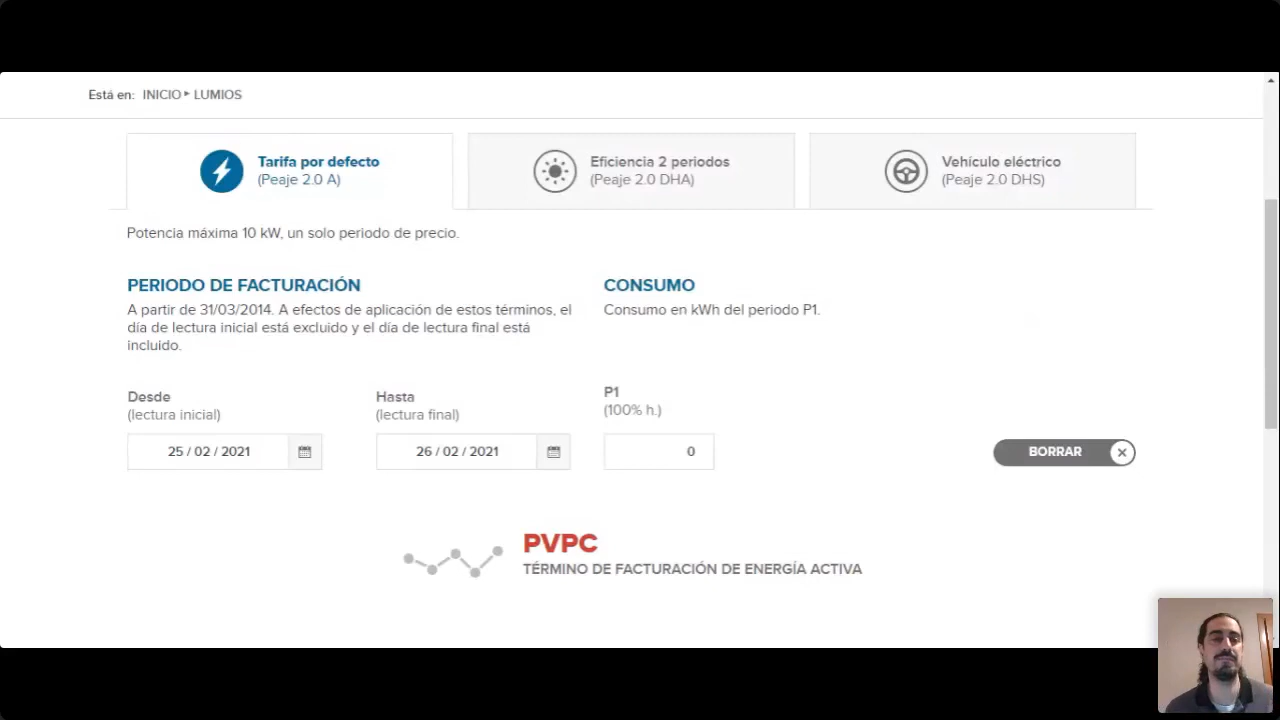 Está en: INICIO ▸ LUMIOS
Tarifa por defecto
(Peaje 2.0 A)
Eficiencia 2 periodos
(Peaje 2.0 DHA)
Vehículo eléctrico
(Peaje 2.0 DHS)
Potencia máxima 10 kW, un solo periodo de precio.
PERIODO DE FACTURACIÓN
A partir de 31/03/2014. A efectos de aplicación de estos términos, el
día de lectura inicial está excluido y el día de lectura final está
incluido.
CONSUMO
Consumo en kWh del periodo P1.
Desde
(lectura inicial)
25 / 02 / 2021
Hasta
(lectura final)
26 / 02 / 2021
P1
(100% h.)
0
BORRAR
PVPC
TÉRMINO DE FACTURACIÓN DE ENERGÍA ACTIVA